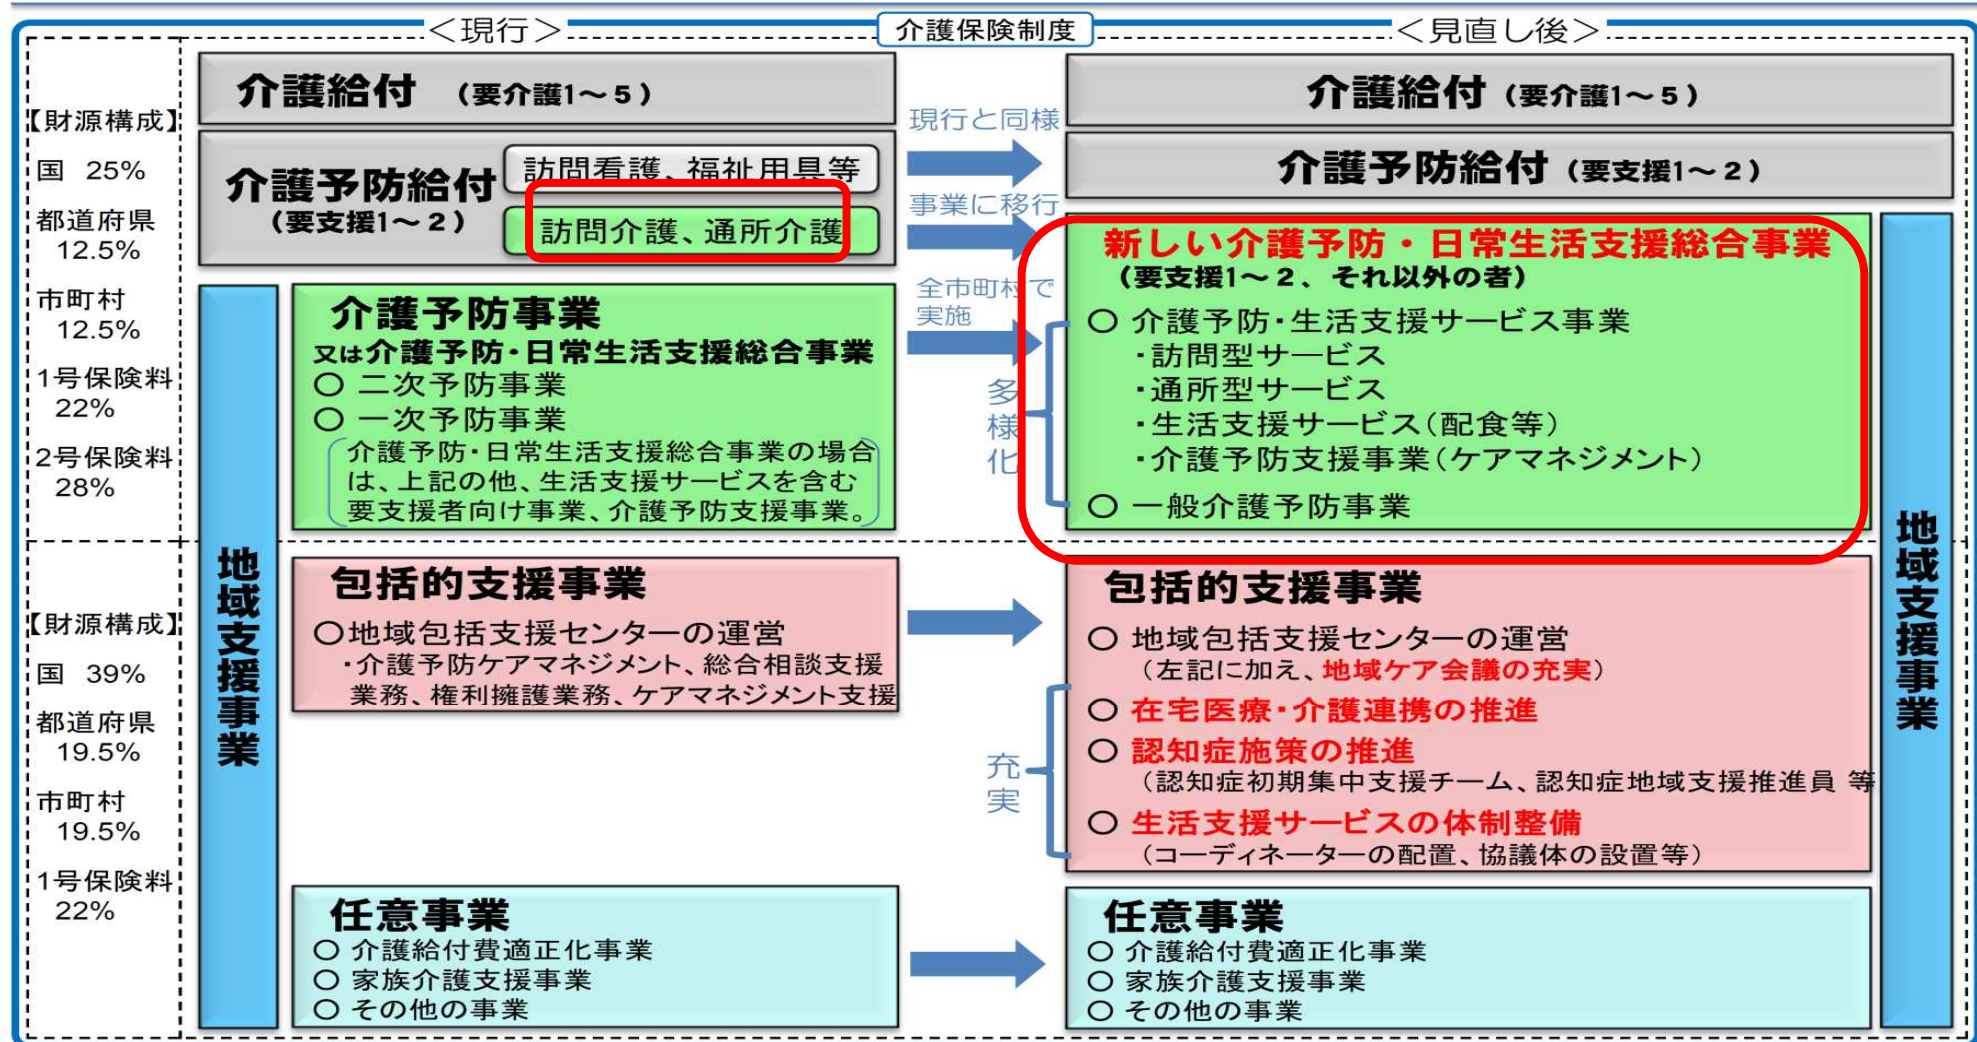 ＜現行＞
介護保険制度
＜見直し後＞
【財源構成】
国 25%
都道府県
12.5%
市町村
12.5%
1号保険料
22%
2号保険料
28%
【財源構成】
国 39%
都道府県
19.5%
市町村
19.5%
1号保険料
22%
介護給付 （要介護1～5）
介護予防給付
（要支援1～2）
訪問看護、福祉用具等
訪問介護、通所介護
地域支援事業
介護予防事業
又は介護予防・日常生活支援総合事業
○ 二次予防事業
○ 一次予防事業
介護予防・日常生活支援総合事業の場合
は、上記の他、生活支援サービスを含む
要支援者向け事業、介護予防支援事業。
包括的支援事業
○地域包括支援センターの運営
・介護予防ケアマネジメント、総合相談支援
業務、権利擁護業務、ケアマネジメント支援
任意事業
○ 介護給付費適正化事業
○ 家族介護支援事業
○ その他の事業
現行と同様
事業に移行
全市町村で
実施
多様化
充実
介護給付 （要介護1～5）
介護予防給付 （要支援1～2）
新しい介護予防・日常生活支援総合事業
（要支援1～2、それ以外の者）
○ 介護予防・生活支援サービス事業
・訪問型サービス
・通所型サービス
・生活支援サービス（配食等）
・介護予防支援事業（ケアマネジメント）
○ 一般介護予防事業
包括的支援事業
○ 地域包括支援センターの運営
（左記に加え、地域ケア会議の充実）
○ 在宅医療・介護連携の推進
○ 認知症施策の推進
（認知症初期集中支援チーム、認知症地域支援推進員 等
○ 生活支援サービスの体制整備
（コーディネーターの配置、協議体の設置等）
任意事業
○ 介護給付費適正化事業
○ 家族介護支援事業
○ その他の事業
地域支援事業